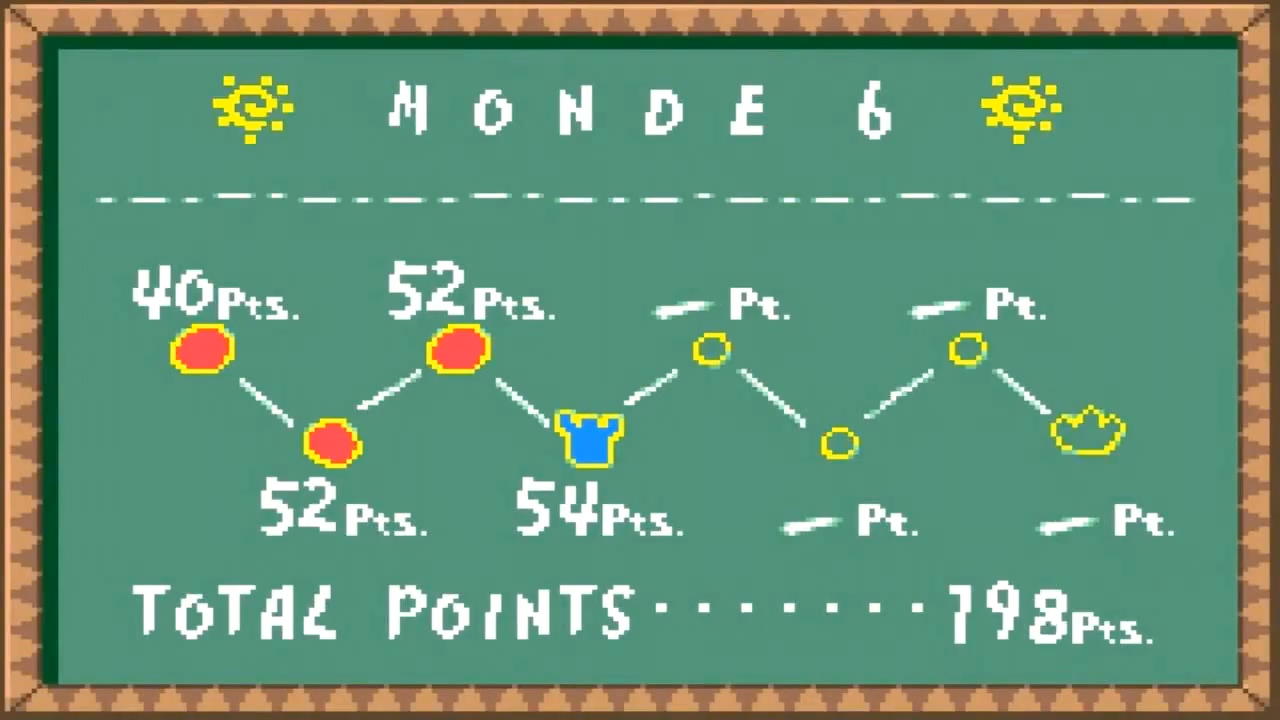 MONDE 6
40Pts. 52Pts. — Pt. — Pt.
52Pts. 54Pts. — Pt. — Pt.
TOTAL POINTS ······· 198Pts.